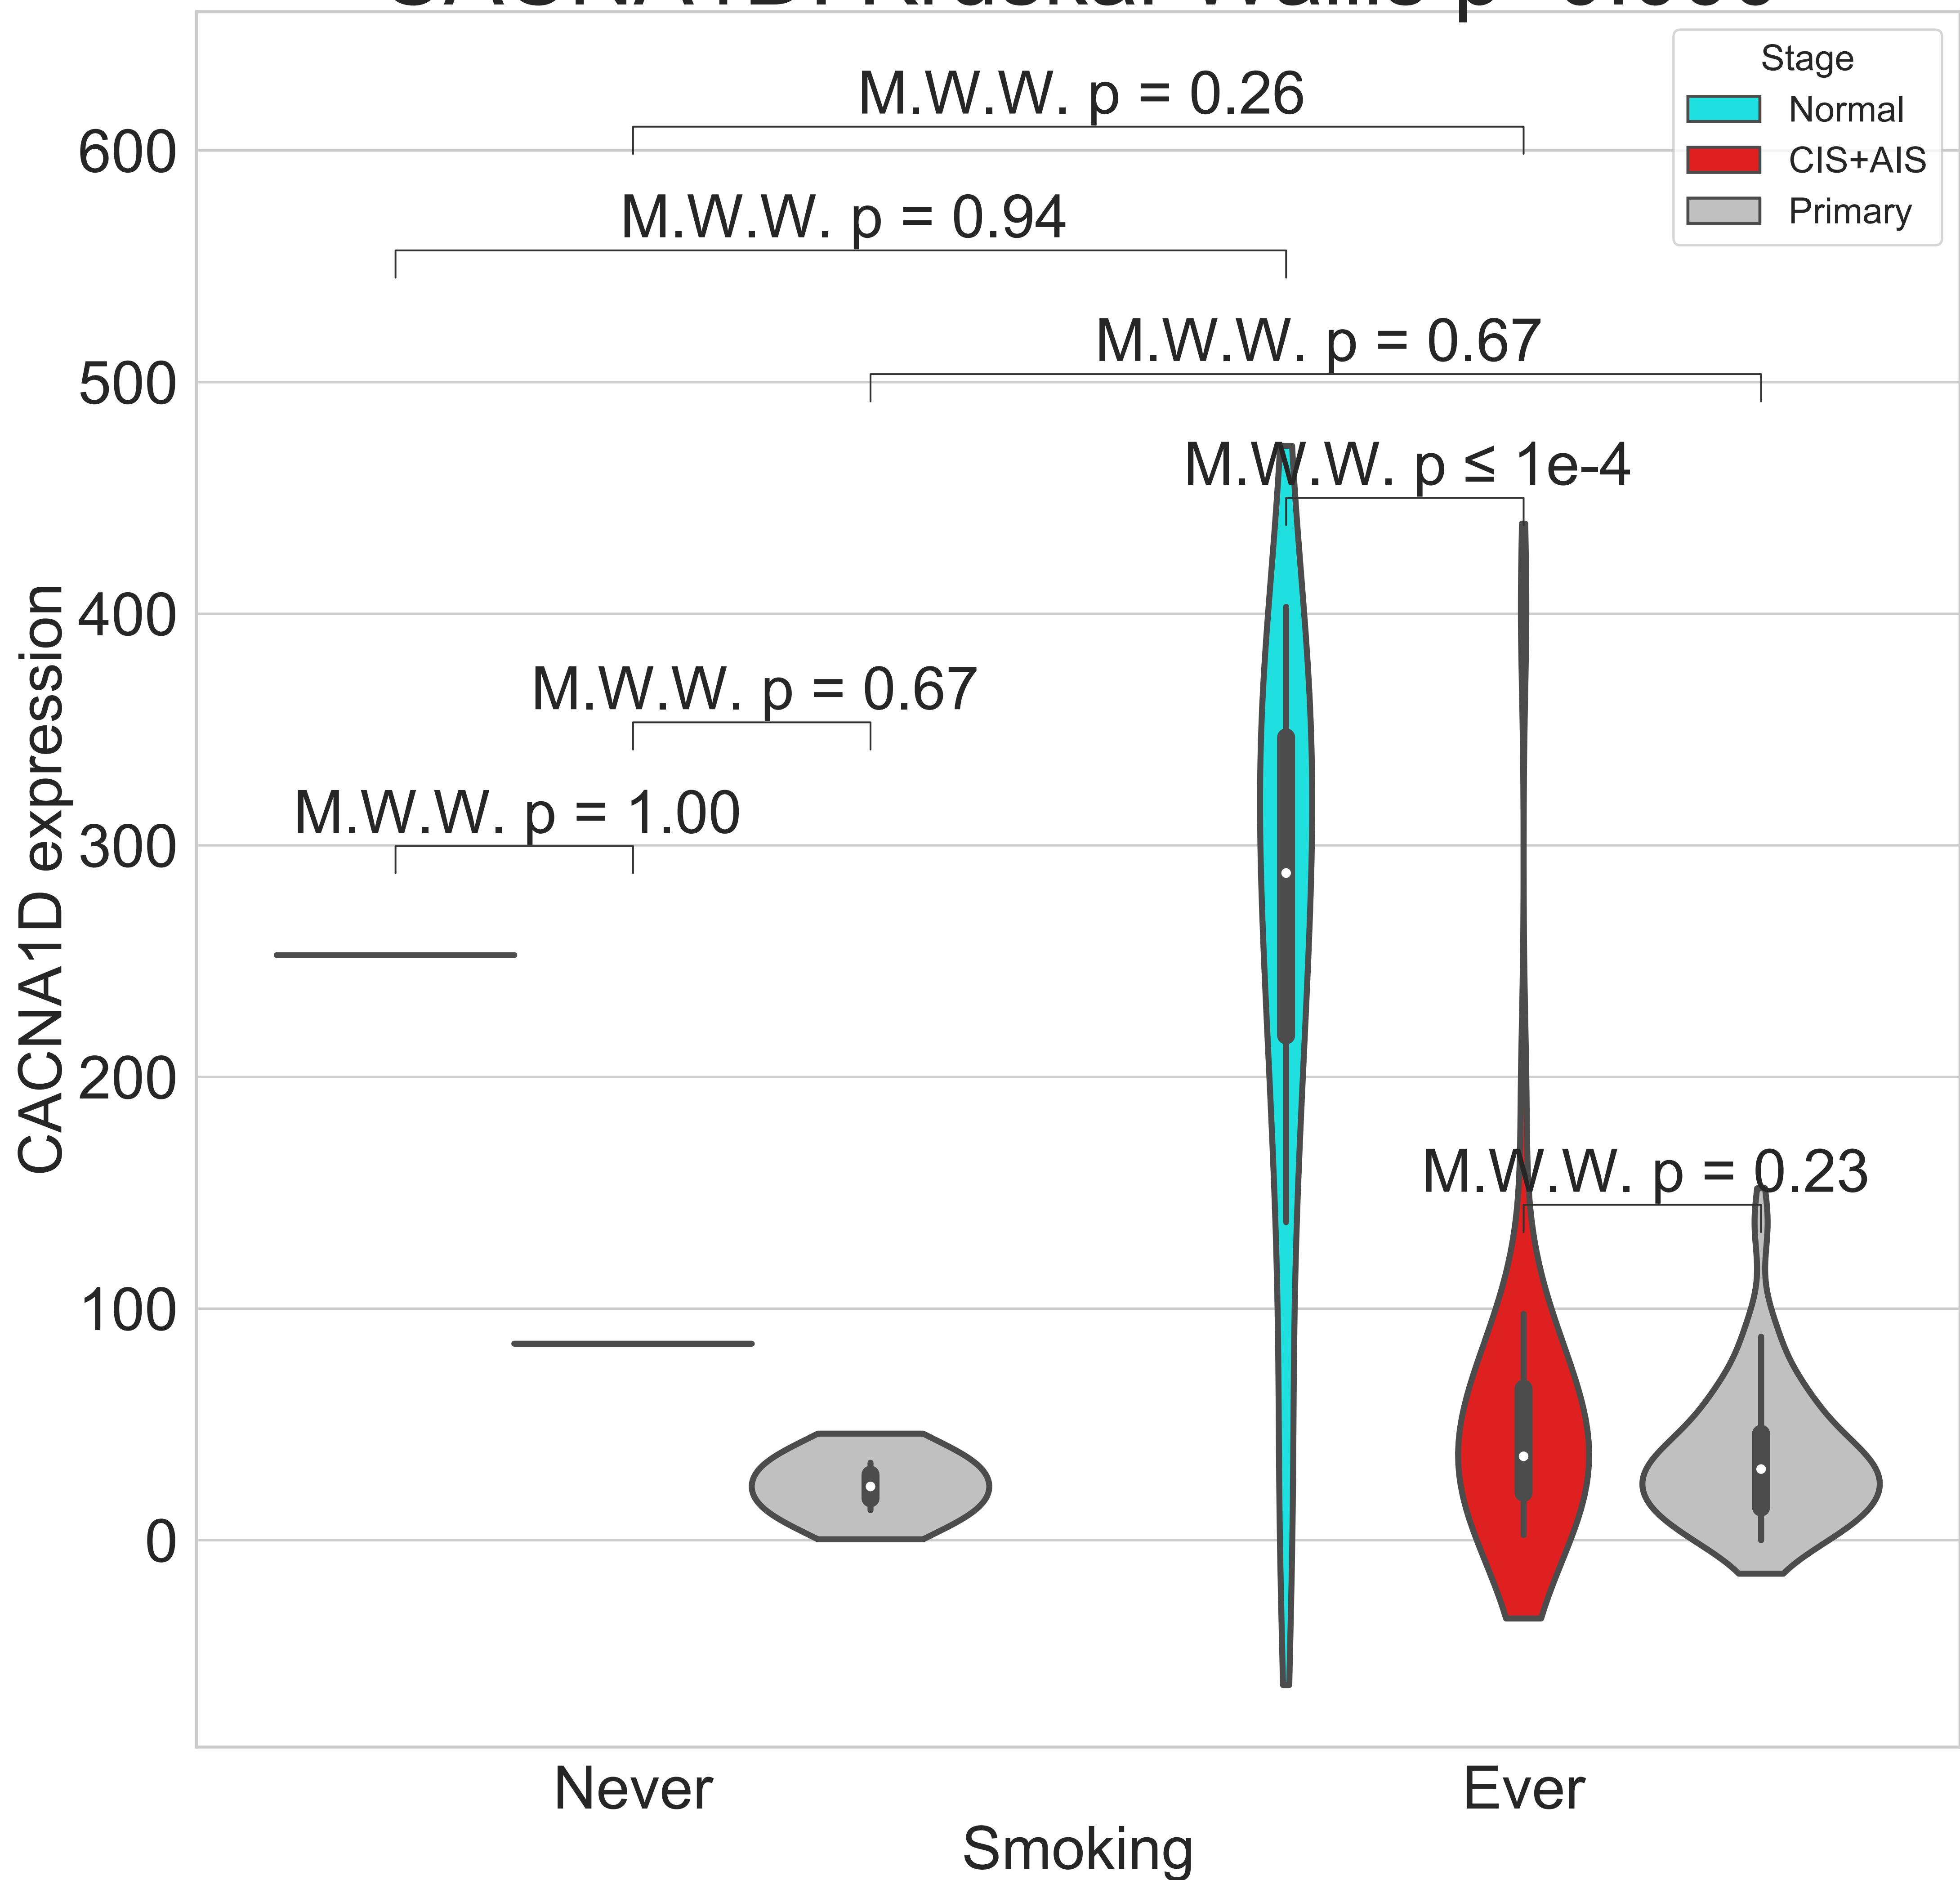 Stage
Normal
CIS+AIS
Primary
M.W.W. p = 0.26
M.W.W. p = 0.94
M.W.W. p = 0.67
M.W.W. p ≤ 1e-4
M.W.W. p = 0.67
M.W.W. p = 1.00
M.W.W. p = 0.23
600
500
400
300
200
100
0
CACNA1D expression
Never
Ever
Smoking